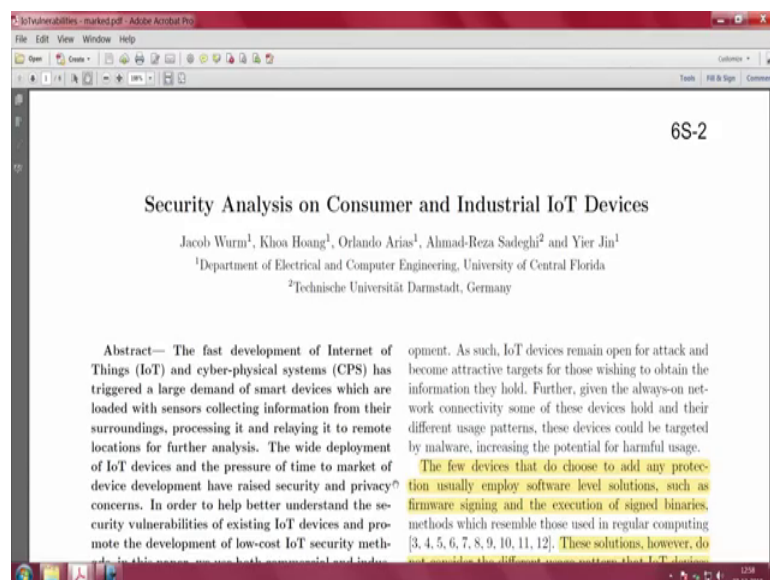 IoTvulnerabilities - marked.pdf - Adobe Acrobat Pro
File Edit View Window Help
Open Create Customize
1 Tools Fill & Sign Comment
6S-2
Security Analysis on Consumer and Industrial IoT Devices
Jacob Wurm¹, Khoa Hoang¹, Orlando Arias¹, Ahmad-Reza Sadeghi² and Yier Jin¹
¹Department of Electrical and Computer Engineering, University of Central Florida
²Technische Universität Darmstadt, Germany
Abstract— The fast development of Internet of
Things (IoT) and cyber-physical systems (CPS) has
triggered a large demand of smart devices which are
loaded with sensors collecting information from their
surroundings, processing it and relaying it to remote
locations for further analysis. The wide deployment
of IoT devices and the pressure of time to market of
device development have raised security and privacy
concerns. In order to help better understand the se-
curity vulnerabilities of existing IoT devices and pro-
mote the development of low-cost IoT security meth-
opment. As such, IoT devices remain open for attack and
become attractive targets for those wishing to obtain the
information they hold. Further, given the always-on net-
work connectivity some of these devices hold and their
different usage patterns, these devices could be targeted
by malware, increasing the potential for harmful usage.
The few devices that do choose to add any protec-
tion usually employ software level solutions, such as
firmware signing and the execution of signed binaries,
methods which resemble those used in regular computing
[3, 4, 5, 6, 7, 8, 9, 10, 11, 12]. These solutions, however, do
12:58